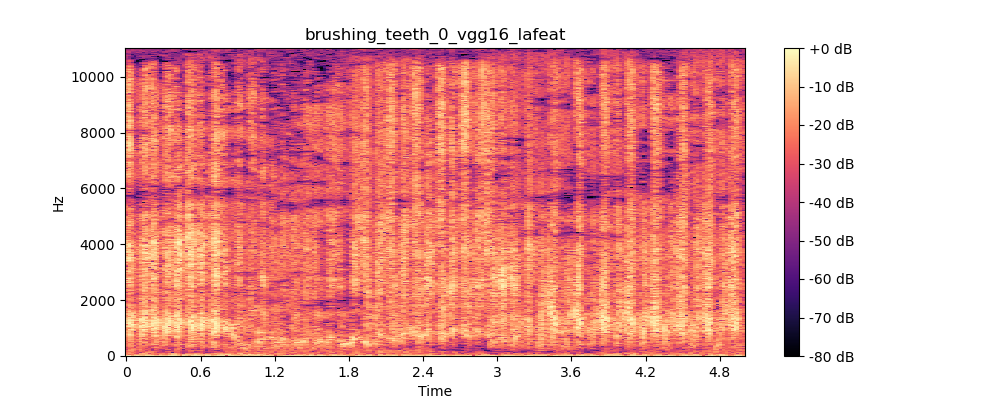 brushing_teeth_0_vgg16_lafeat
10000
8000
6000
4000
2000
0
Hz
0 0.6 1.2 1.8 2.4 3 3.6 4.2 4.8
Time
+0 dB
-10 dB
-20 dB
-30 dB
-40 dB
-50 dB
-60 dB
-70 dB
-80 dB